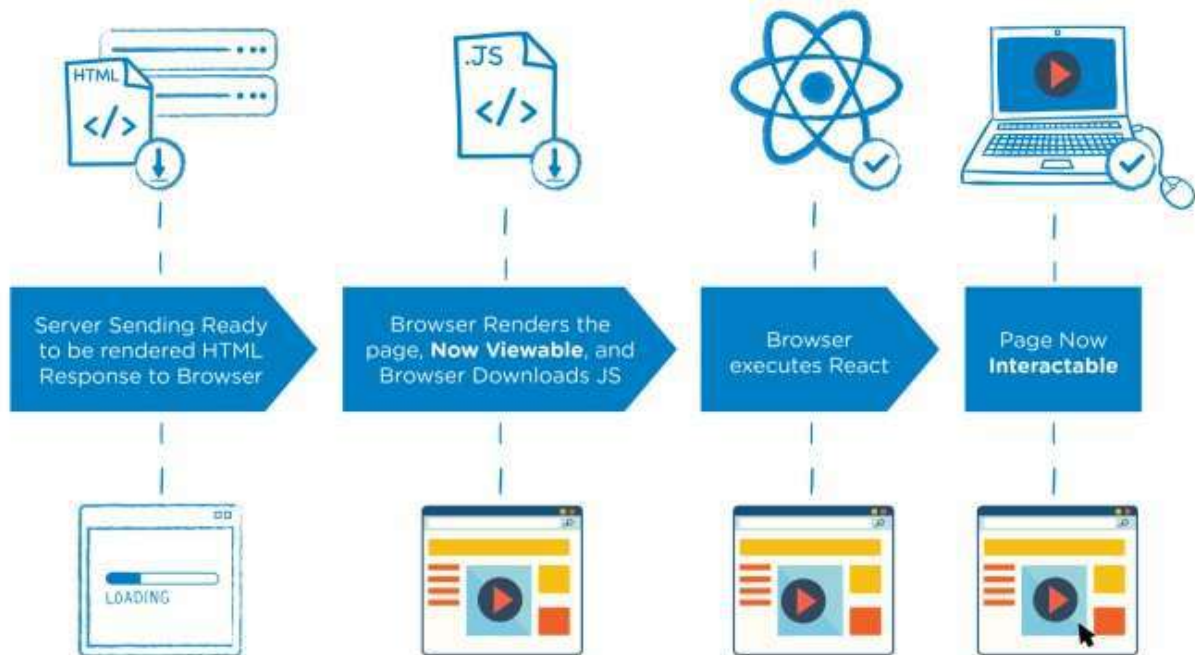 HTML
</>
.JS
</>
Server Sending Ready
to be rendered HTML
Response to Browser
Browser Renders the
page, Now Viewable, and
Browser Downloads JS
Browser
executes React
Page Now
Interactable
LOADING